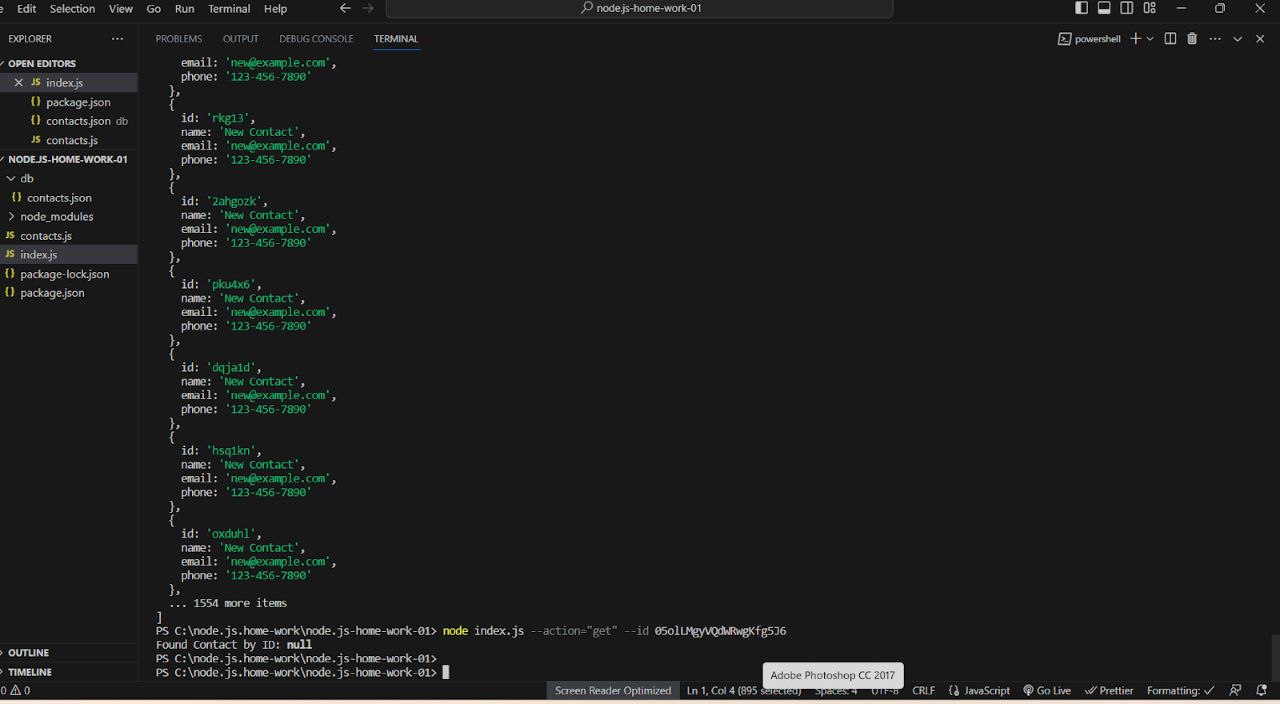 Edit Selection View Go Run Terminal Help
node.js-home-work-01
EXPLORER
OPEN EDITORS
JS index.js
{} package.json
{} contacts.json db
JS contacts.js
NODE.JS-HOME-WORK-01
db
{} contacts.json
node_modules
JS contacts.js
JS index.js
{} package-lock.json
{} package.json
OUTLINE
TIMELINE
PROBLEMS OUTPUT DEBUG CONSOLE TERMINAL
powershell
email: 'new@example.com',
phone: '123-456-7890'
},
{
id: 'rkg13',
name: 'New Contact',
email: 'new@example.com',
phone: '123-456-7890'
},
{
id: '2ahgozk',
name: 'New Contact',
email: 'new@example.com',
phone: '123-456-7890'
},
{
id: 'pku4x6',
name: 'New Contact',
email: 'new@example.com',
phone: '123-456-7890'
},
{
id: 'dqja1d',
name: 'New Contact',
email: 'new@example.com',
phone: '123-456-7890'
},
{
id: 'hsq1kn',
name: 'New Contact',
email: 'new@example.com',
phone: '123-456-7890'
},
{
id: 'oxduhl',
name: 'New Contact',
email: 'new@example.com',
phone: '123-456-7890'
},
... 1554 more items
]
PS C:\node.js.home-work\node.js-home-work-01> node index.js --action="get" --id 05olLMgyVQdWRwgKfg5J6
Found Contact by ID: null
PS C:\node.js.home-work\node.js-home-work-01>
PS C:\node.js.home-work\node.js-home-work-01>
Adobe Photoshop CC 2017
0 0 Screen Reader Optimized Ln 1, Col 4 (895 selected) Spaces: 4 UTF-8 CRLF {} JavaScript Go Live Prettier Formatting: